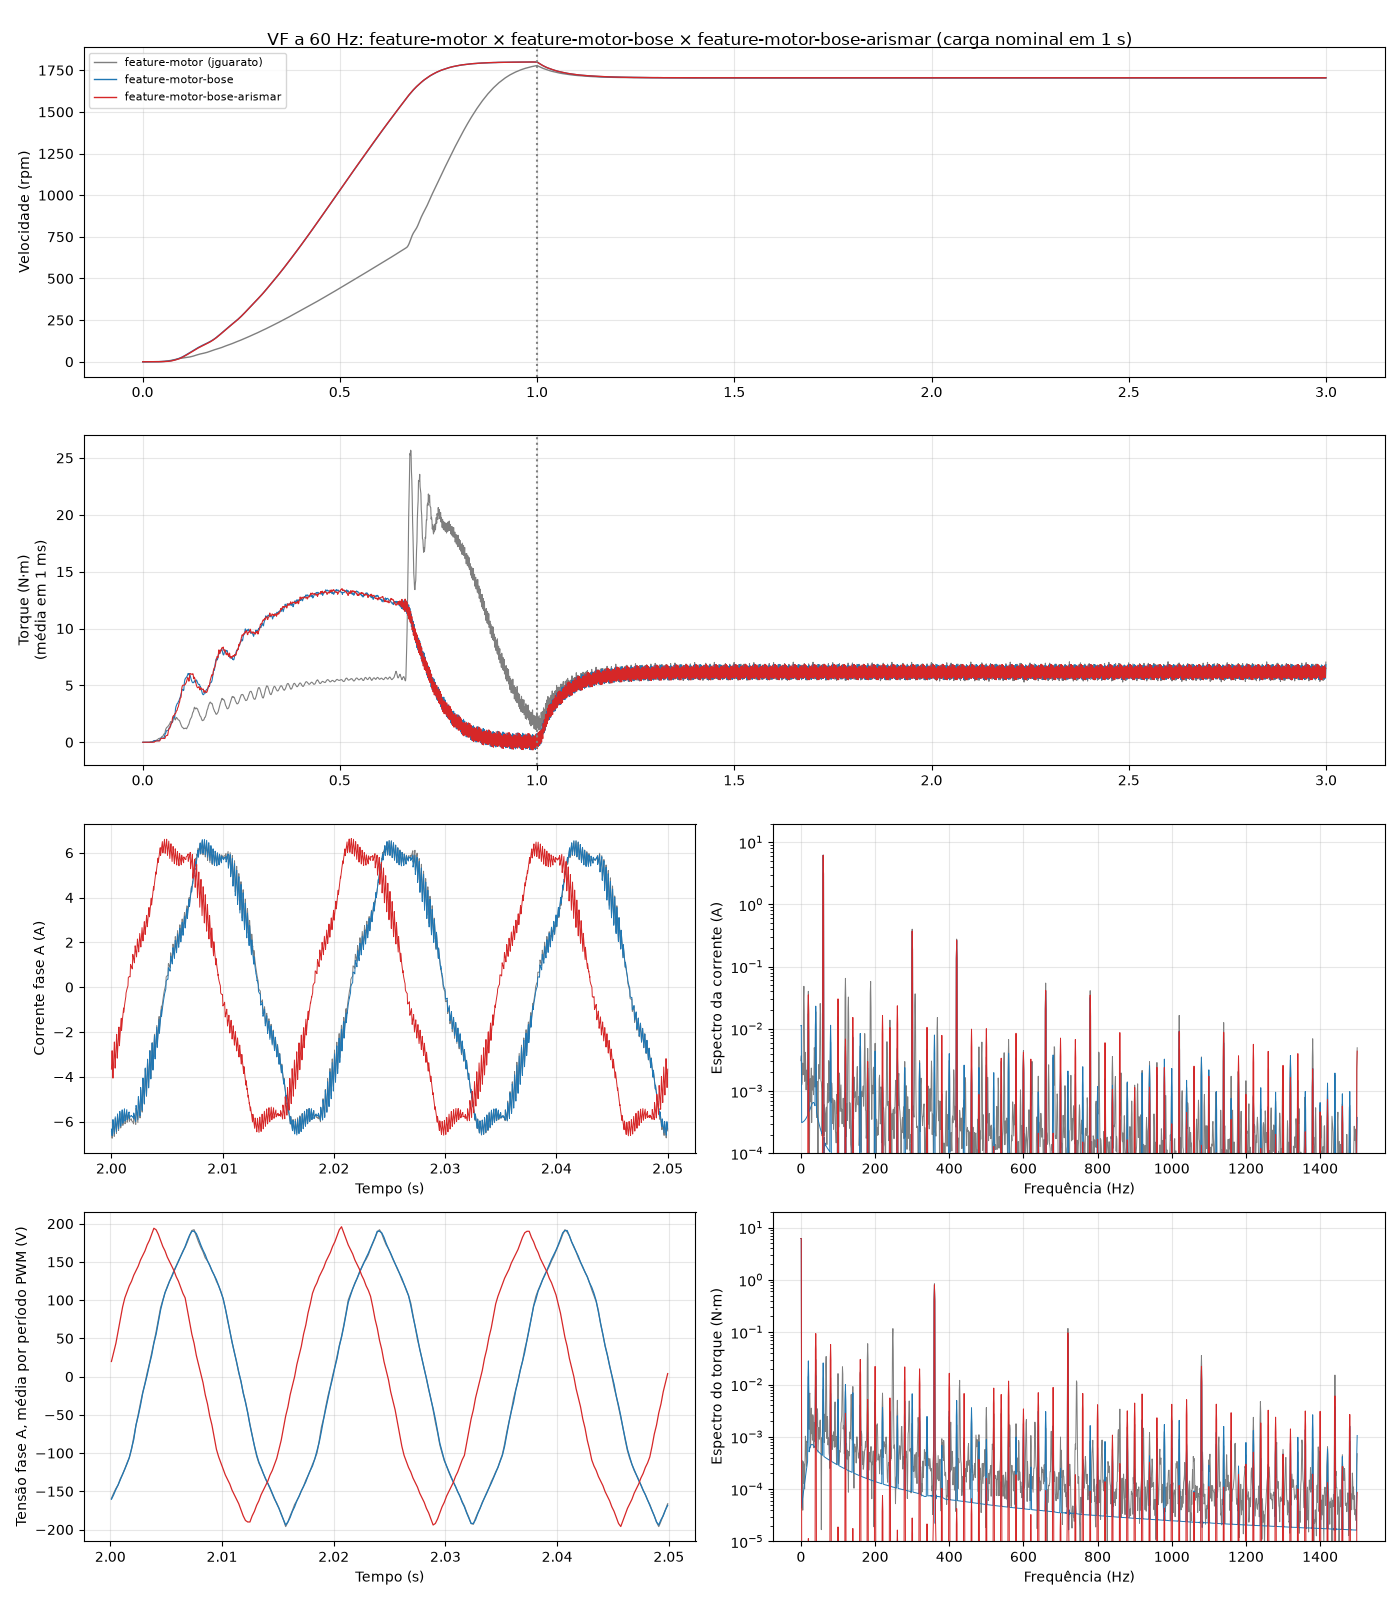 VF a 60 Hz: feature-motor × feature-motor-bose × feature-motor-bose-arismar (carga nominal em 1 s)
feature-motor (jguarato)
feature-motor-bose
feature-motor-bose-arismar
Velocidade (rpm)
1750
1500
1250
1000
750
500
250
0
0.0 0.5 1.0 1.5 2.0 2.5 3.0
Torque (N·m)
(média em 1 ms)
25
20
15
10
5
0
0.0 0.5 1.0 1.5 2.0 2.5 3.0
Corrente fase A (A)
6
4
2
0
−2
−4
−6
2.00 2.01 2.02 2.03 2.04 2.05
Tempo (s)
Espectro da corrente (A)
10¹
10⁰
10⁻¹
10⁻²
10⁻³
10⁻⁴
0 200 400 600 800 1000 1200 1400
Frequência (Hz)
Tensão fase A, média por período PWM (V)
200
150
100
50
0
−50
−100
−150
−200
2.00 2.01 2.02 2.03 2.04 2.05
Tempo (s)
Espectro do torque (N·m)
10¹
10⁰
10⁻¹
10⁻²
10⁻³
10⁻⁴
10⁻⁵
0 200 400 600 800 1000 1200 1400
Frequência (Hz)